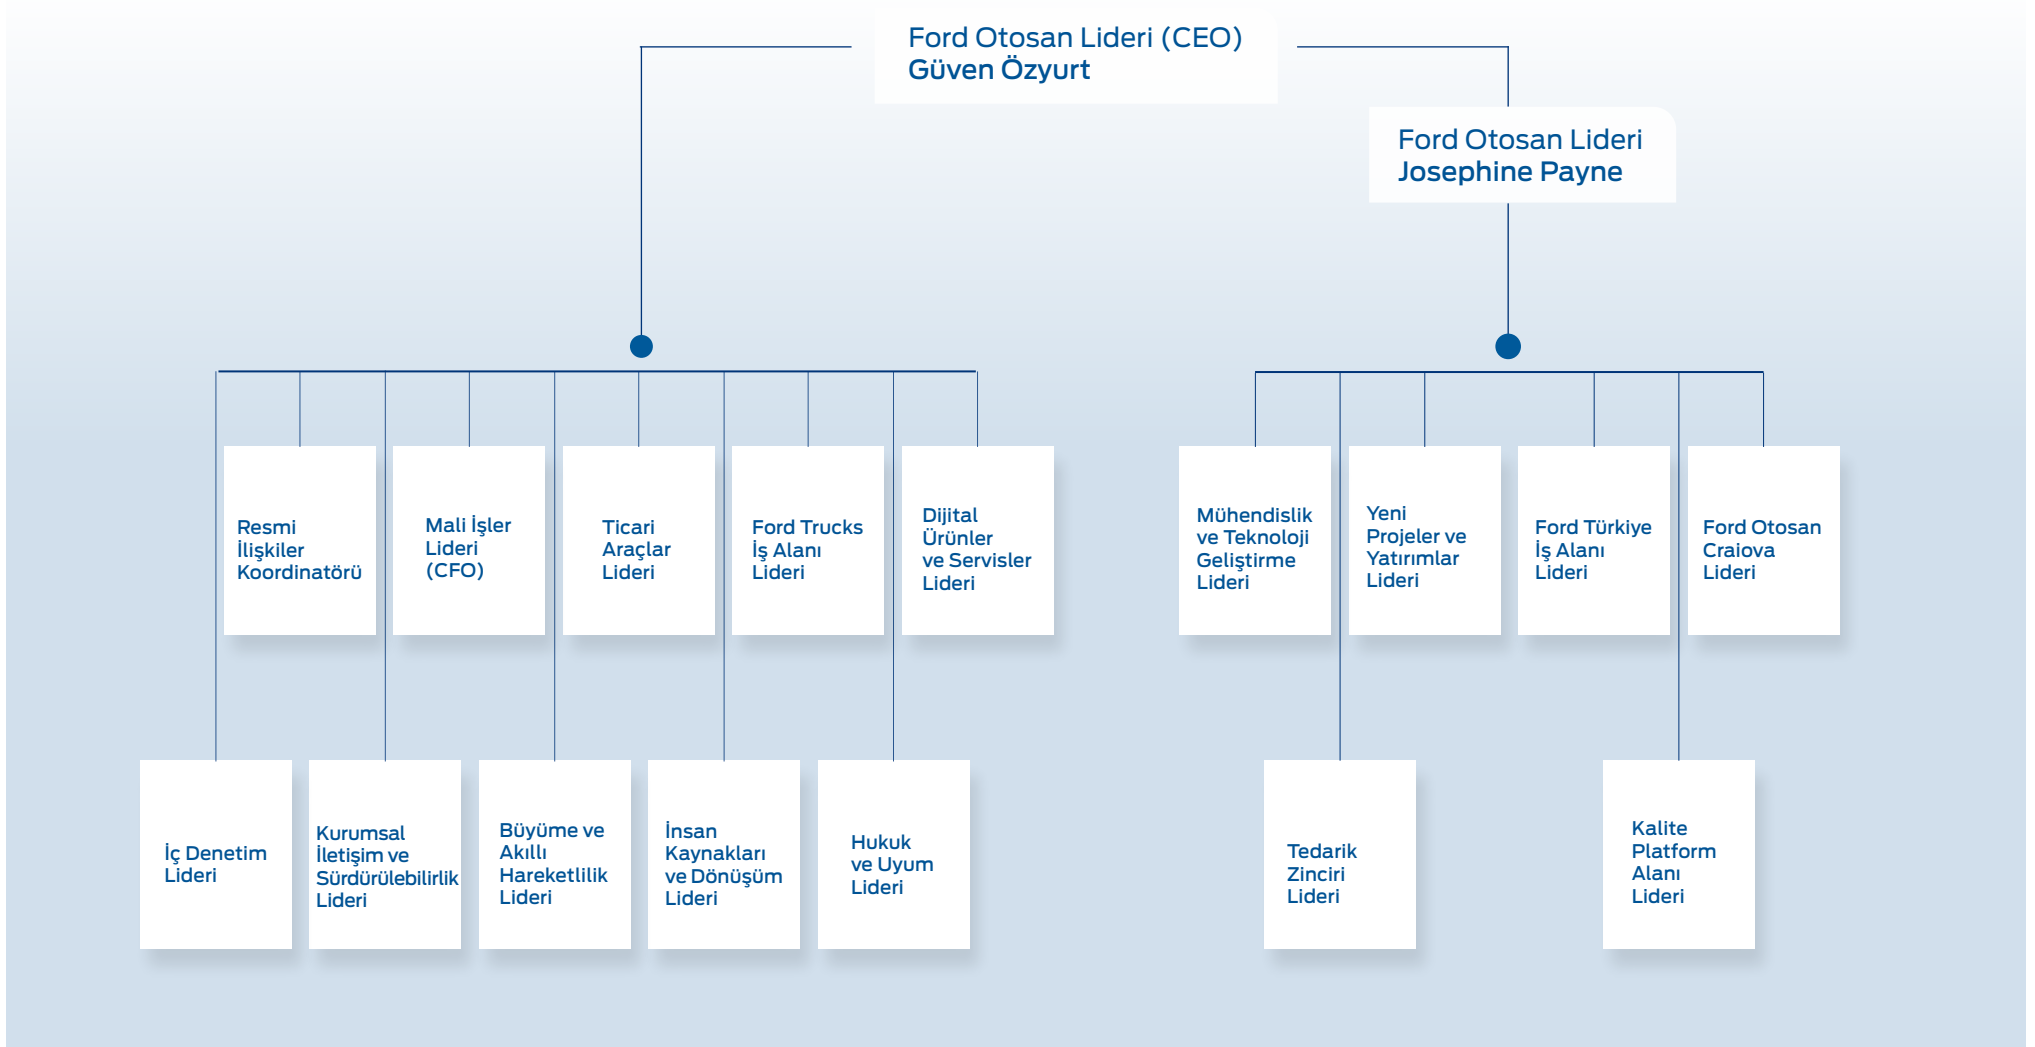 Ford Otosan Lideri (CEO)
Güven Özyurt
Ford Otosan Lideri
Josephine Payne
Resmi
İlişkiler
Koordinatörü
Mali İşler
Lideri
(CFO)
Ticari
Araçlar
Lideri
Ford Trucks
İş Alanı
Lideri
Dijital
Ürünler
ve Servisler
Lideri
Mühendislik
ve Teknoloji
Geliştirme
Lideri
Yeni
Projeler ve
Yatırımlar
Lideri
Ford Türkiye
İş Alanı
Lideri
Ford Otosan
Craiova
Lideri
İç Denetim
Lideri
Kurumsal
İletişim ve
Sürdürülebilirlik
Lideri
Büyüme ve
Akıllı
Hareketlilik
Lideri
İnsan
Kaynakları
ve Dönüşüm
Lideri
Hukuk
ve Uyum
Lideri
Tedarik
Zinciri
Lideri
Kalite
Platform
Alanı
Lideri